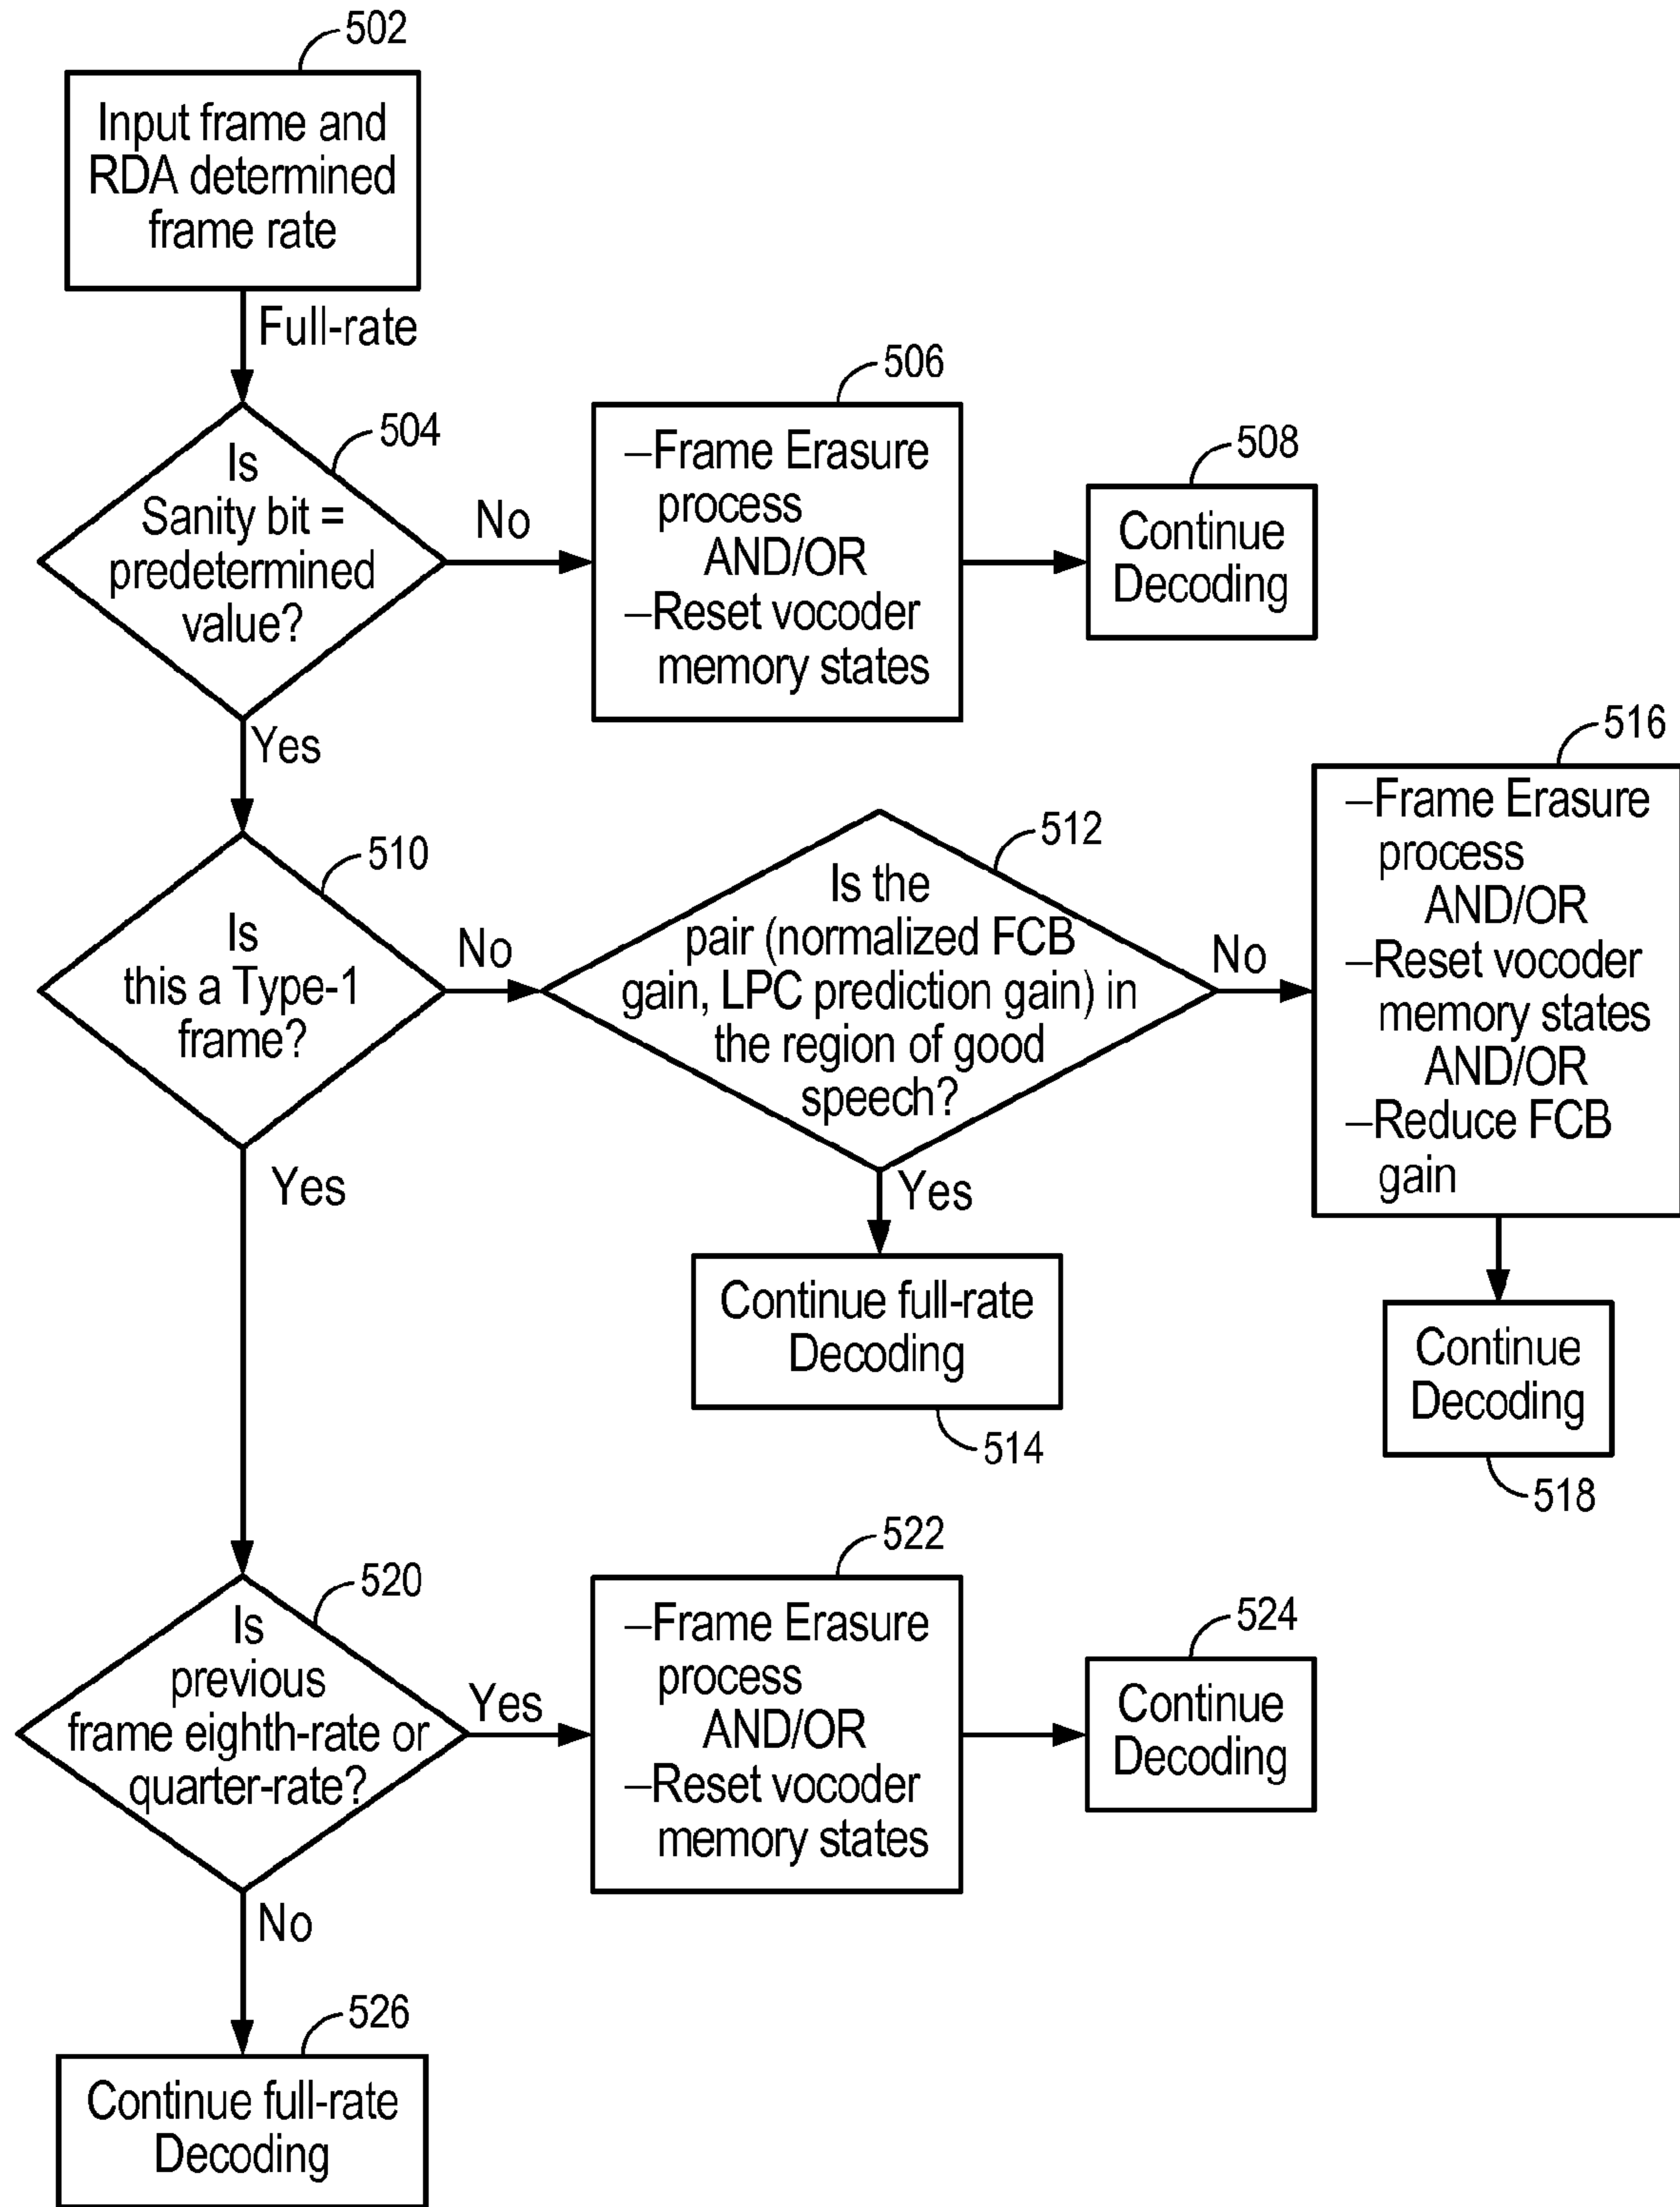 502
Input frame and
RDA determined
frame rate
Full-rate
504
Is
Sanity bit =
predetermined
value?
No
506
–Frame Erasure
process
AND/OR
–Reset vocoder
memory states
508
Continue
Decoding
Yes
510
Is
this a Type-1
frame?
No
512
Is the
pair (normalized FCB
gain, LPC prediction gain) in
the region of good
speech?
No
516
–Frame Erasure
process
AND/OR
–Reset vocoder
memory states
AND/OR
–Reduce FCB
gain
Yes
Continue full-rate
Decoding
514
Continue
Decoding
518
Yes
520
Is
previous
frame eighth-rate or
quarter-rate?
Yes
522
–Frame Erasure
process
AND/OR
–Reset vocoder
memory states
524
Continue
Decoding
No
526
Continue full-rate
Decoding